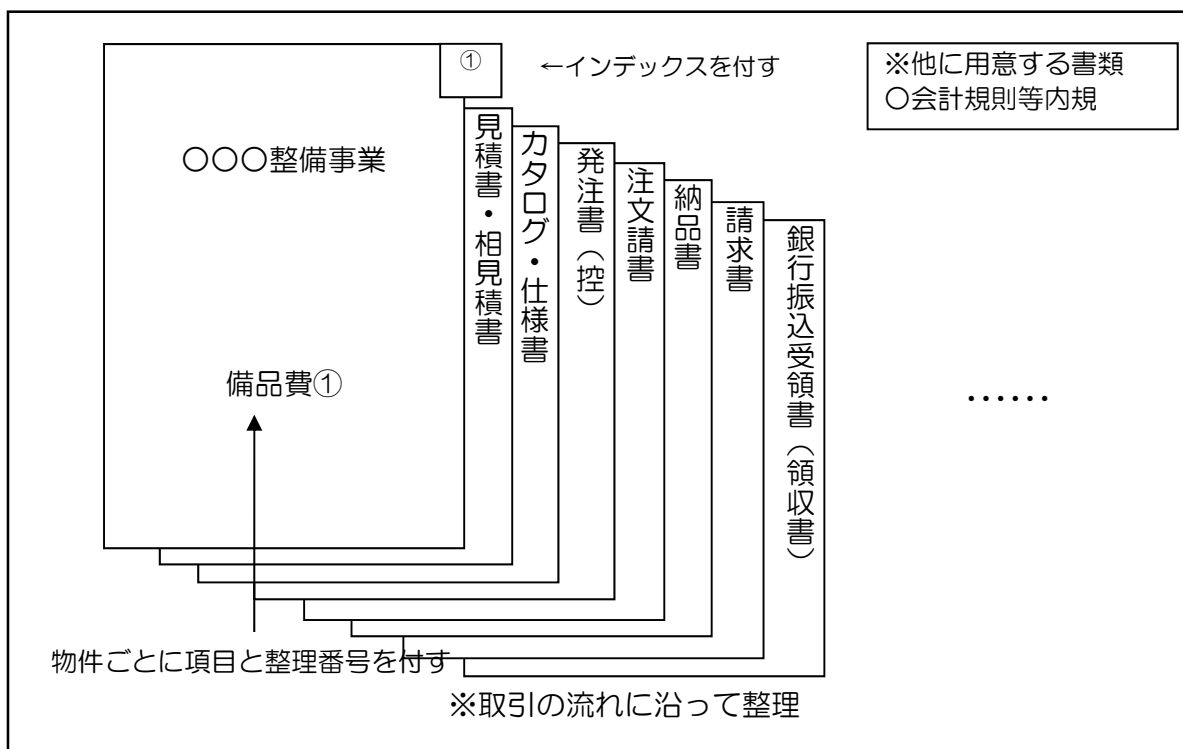 ①
←インデックスを付す
※他に用意する書類
〇会計規則等内規
〇〇〇整備事業
備品費①
見積書・相見積書
カタログ・仕様書
発注書（控）
注文請書
納品書
請求書
銀行振込受領書（領収書）
……
物件ごとに項目と整理番号を付す
※取引の流れに沿って整理